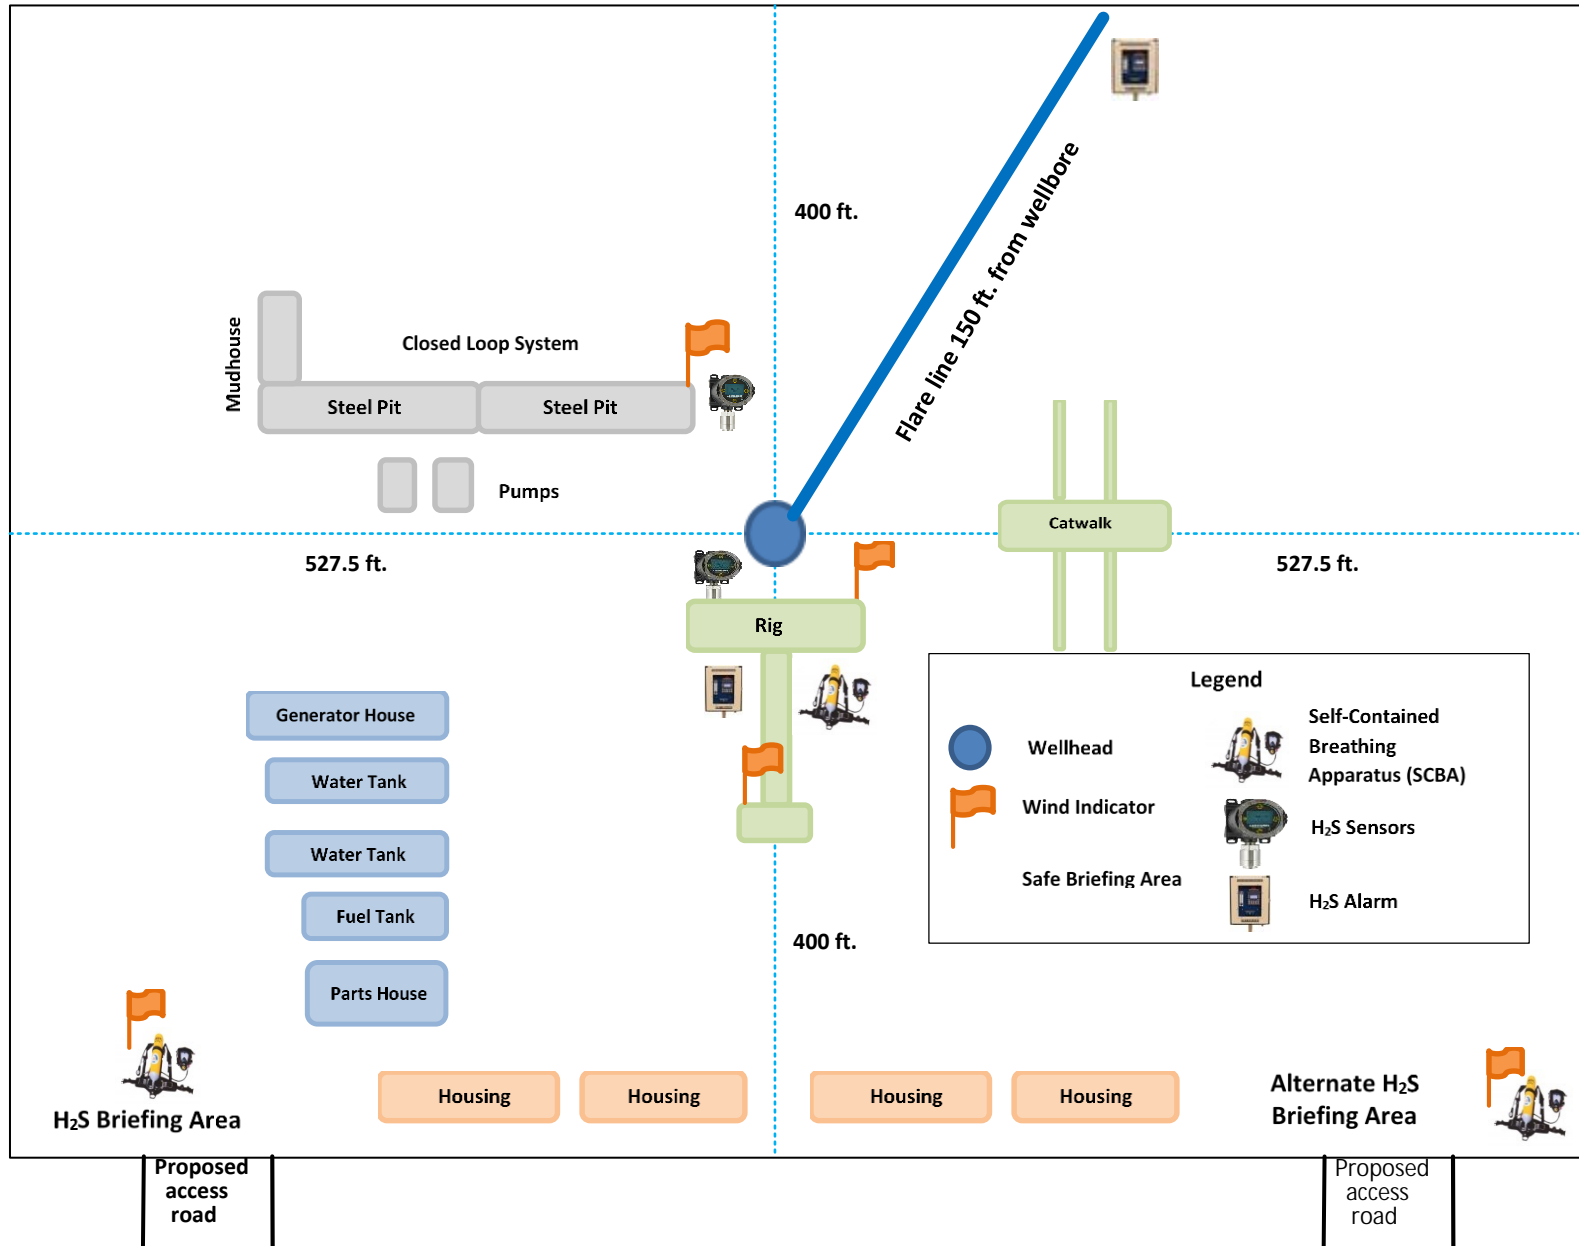 400 ft.
Flare line 150 ft. from wellbore
Mudhouse
Closed Loop System
Steel Pit
Steel Pit
Pumps
Catwalk
527.5 ft.
527.5 ft.
Rig
Generator House
Water Tank
Water Tank
Fuel Tank
Parts House
Legend
Wellhead
Wind Indicator
Safe Briefing Area
Self-Contained
Breathing
Apparatus (SCBA)
H₂S Sensors
H₂S Alarm
400 ft.
H₂S Briefing Area
Housing
Housing
Housing
Housing
Alternate H₂S
Briefing Area
Proposed
access
road
Proposed
access
road